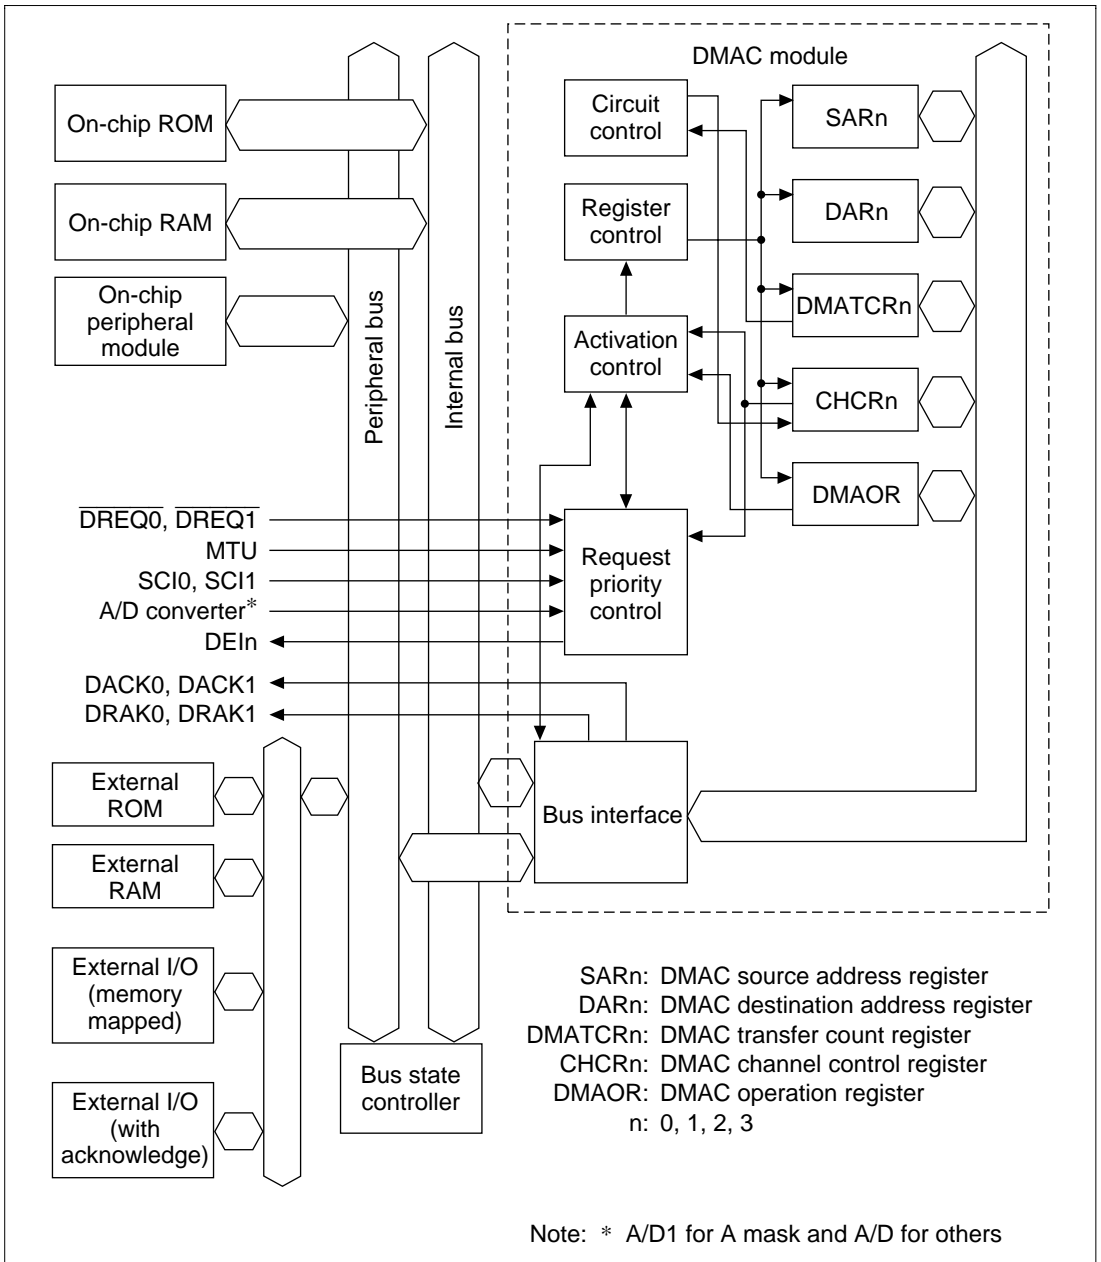 DMAC module
On-chip ROM
Circuit
control
SARn
On-chip RAM
Register
control
DARn
On-chip
peripheral
module
Peripheral bus
Internal bus
Activation
control
DMATCRn
CHCRn
DMAOR
DREQ0, DREQ1
MTU
SCI0, SCI1
A/D converter*
DEIn
Request
priority
control
DACK0, DACK1
DRAK0, DRAK1
External
ROM
Bus interface
External
RAM
External I/O
(memory
mapped)
External I/O
(with
acknowledge)
Bus state
controller
SARn: DMAC source address register
DARn: DMAC destination address register
DMATCRn: DMAC transfer count register
CHCRn: DMAC channel control register
DMAOR: DMAC operation register
n: 0, 1, 2, 3
Note: * A/D1 for A mask and A/D for others